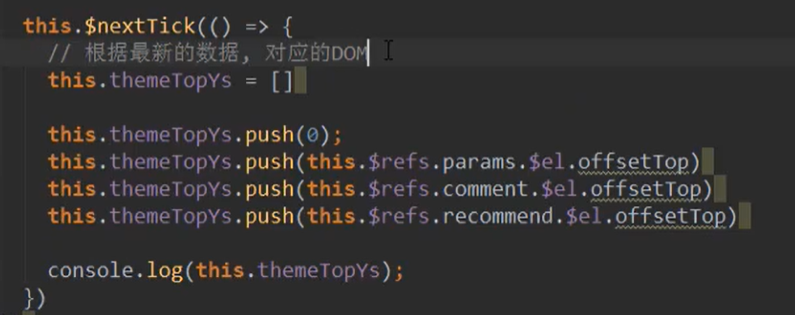 this.$nextTick(() => {
// 根据最新的数据, 对应的DOM
this.themeTopYs = []
this.themeTopYs.push(0);
this.themeTopYs.push(this.$refs.params.$el.offsetTop)
this.themeTopYs.push(this.$refs.comment.$el.offsetTop)
this.themeTopYs.push(this.$refs.recommend.$el.offsetTop)
console.log(this.themeTopYs);
})